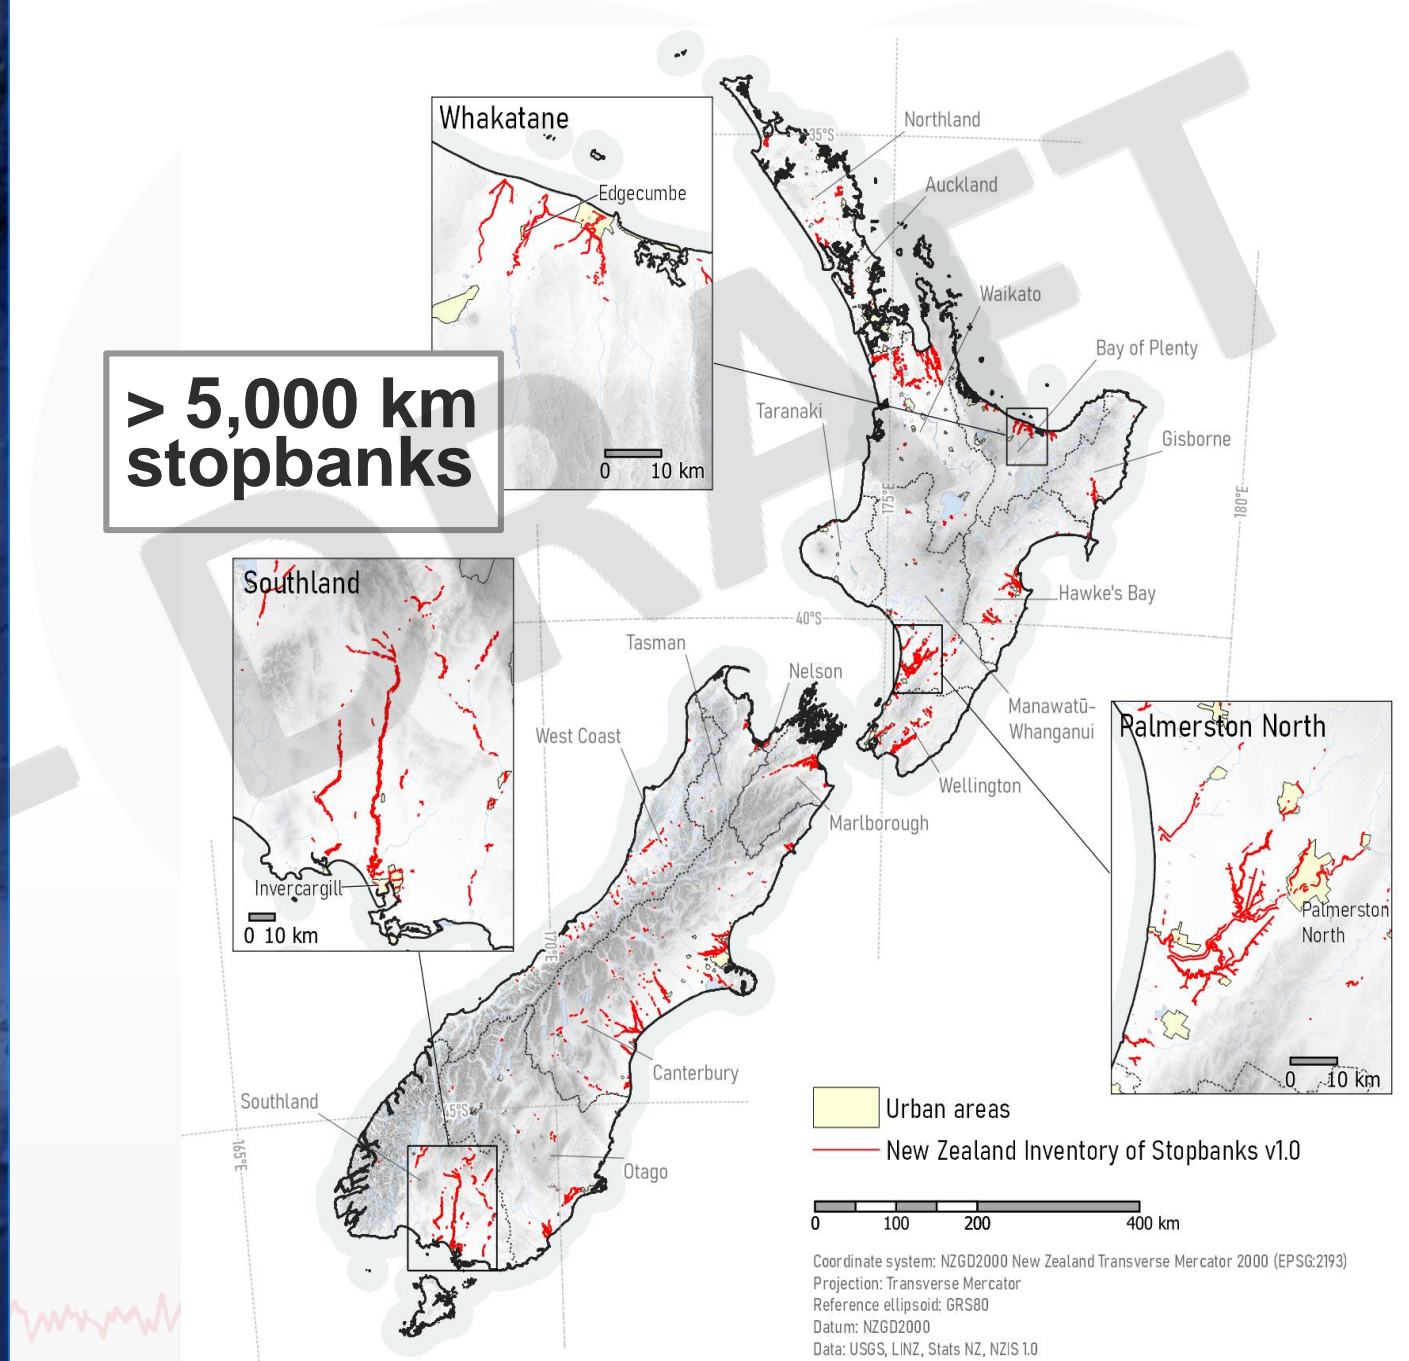 Whakatane
Edgecumbe
0 10 km
> 5,000 km
stopbanks
Northland
35°S
Auckland
Waikato
Bay of Plenty
Taranaki
Gisborne
175°E
180°E
Hawke's Bay
40°S
Tasman
Nelson
Manawatū-
Whanganui
West Coast
Wellington
Marlborough
Southland
Invercargill
0 10 km
Palmerston North
Palmerston
North
0 10 km
170°E
Canterbury
Southland
45°S
165°E
Otago
Urban areas
New Zealand Inventory of Stopbanks v1.0
0 100 200 400 km
Coordinate system: NZGD2000 New Zealand Transverse Mercator 2000 (EPSG:2193)
Projection: Transverse Mercator
Reference ellipsoid: GRS80
Datum: NZGD2000
Data: USGS, LINZ, Stats NZ, NZIS 1.0
DRAFT